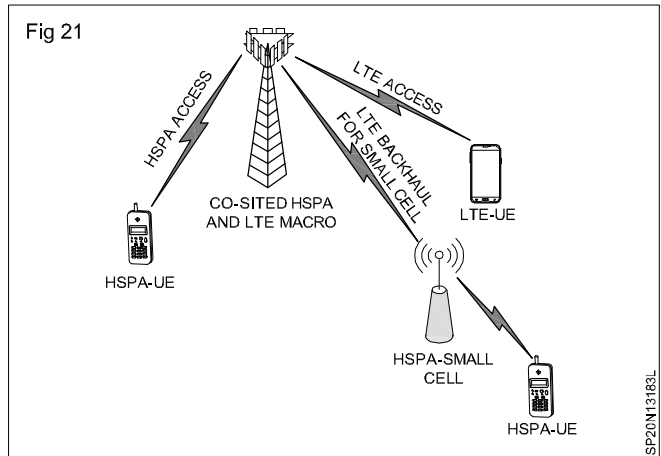 Fig 21
HSPA ACCESS
LTE ACCESS
LTE BACKHAUL
FOR SMALL CELL
CO-SITED HSPA
AND LTE MACRO
LTE-UE
HSPA-UE
HSPA-SMALL
CELL
HSPA-UE
SP20N13183L